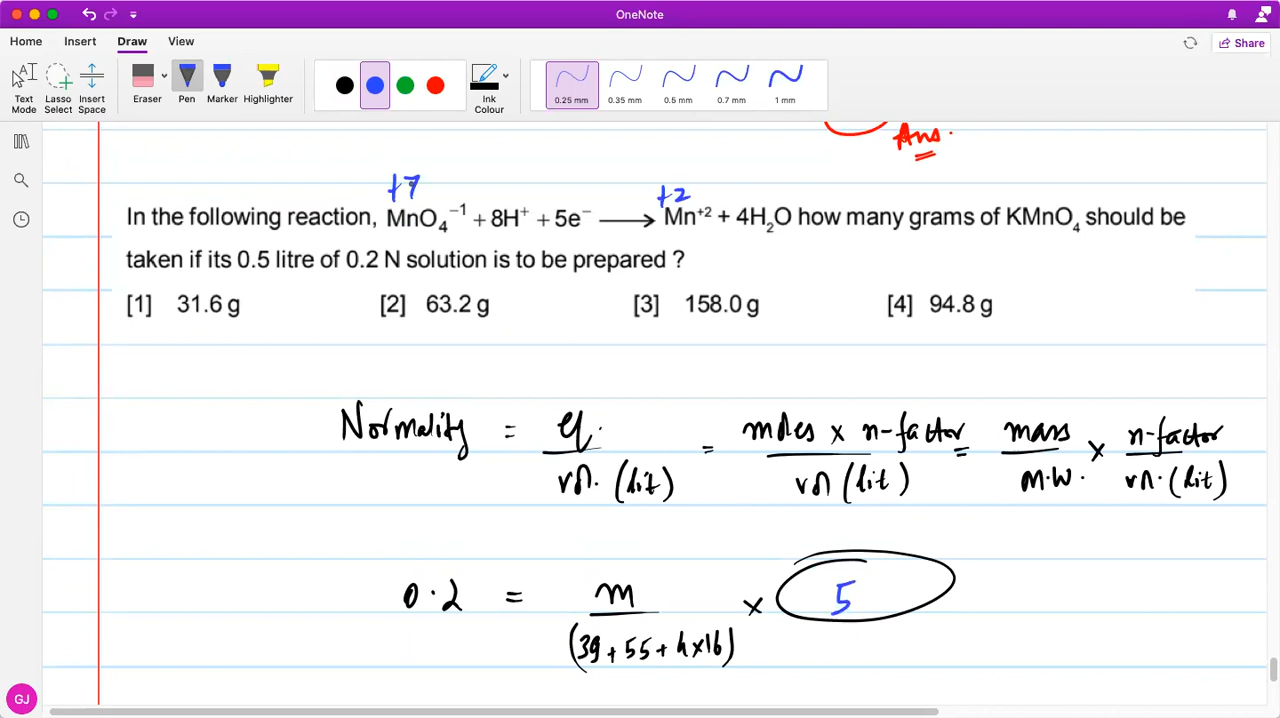 OneNote
Home Insert Draw View
Share
Text Mode
Lasso Select
Insert Space
Eraser
Pen
Marker
Highlighter
Ink Colour
0.25 mm
0.35 mm
0.5 mm
0.7 mm
1 mm
Ans.
+7 +2
In the following reaction, MnO₄⁻¹ + 8H⁺ + 5e⁻ ⟶ Mn⁺² + 4H₂O how many grams of KMnO₄ should be
taken if its 0.5 litre of 0.2 N solution is to be prepared ?
[1] 31.6 g [2] 63.2 g [3] 158.0 g [4] 94.8 g
Normality = eq. / vol. (lit) = moles x n-factor / vol (lit) = mass / M.W. x n-factor / vol. (lit)
0.2 = m / (39+55+4x16) x 5
GJ